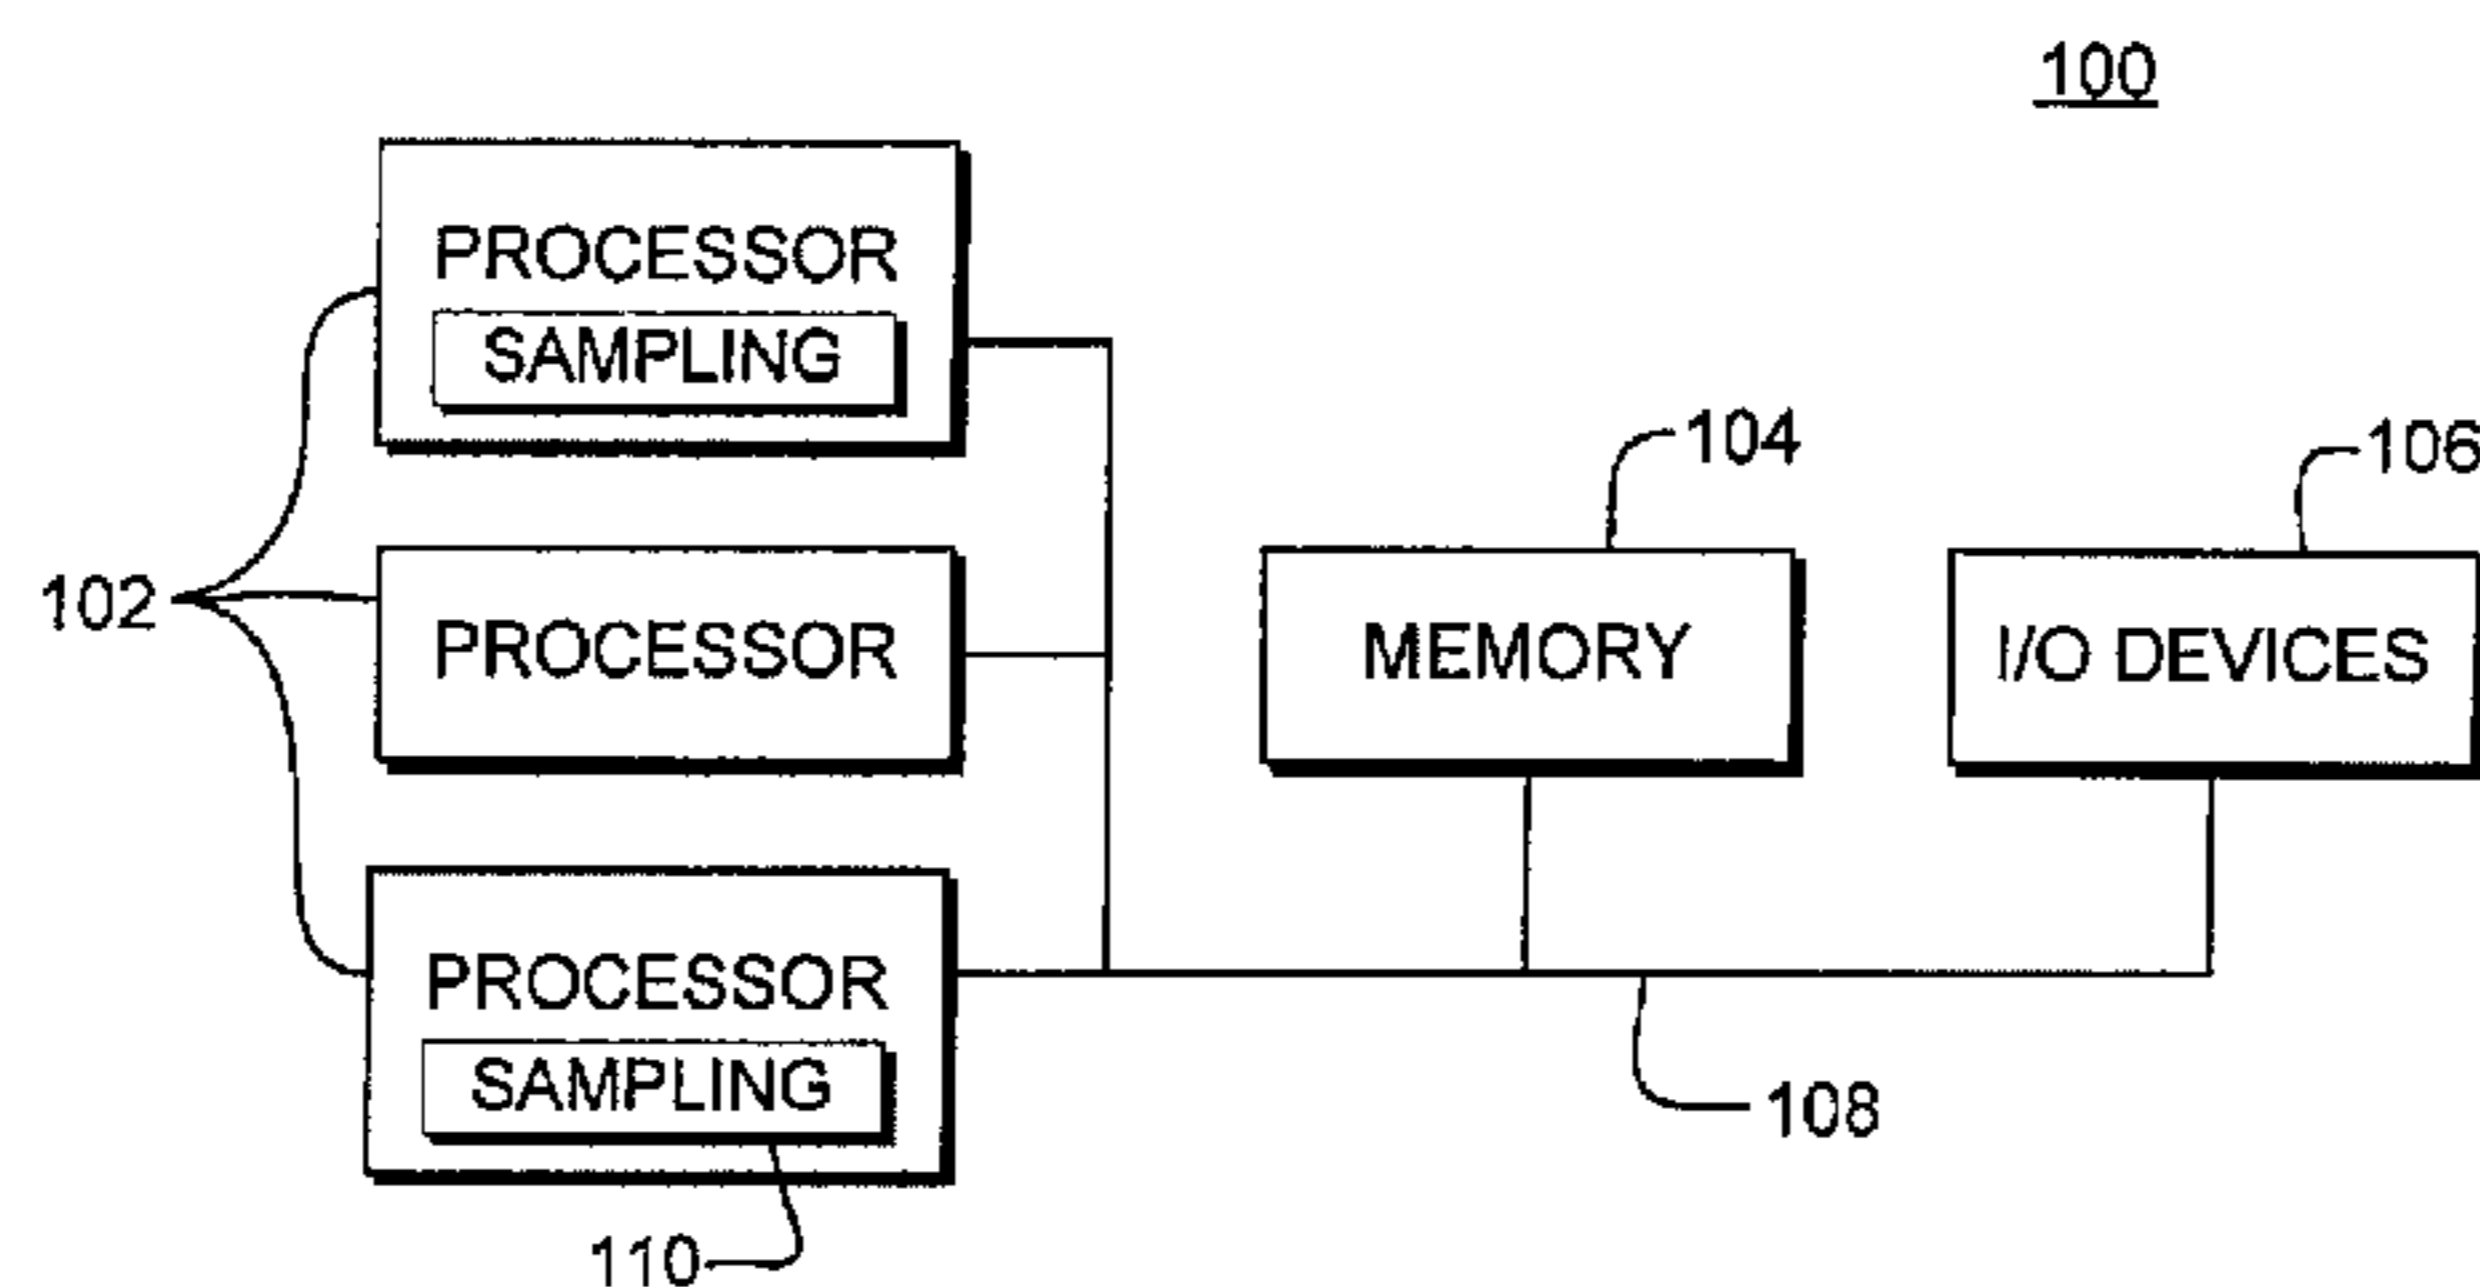 100
PROCESSOR
SAMPLING
104
106
102
PROCESSOR
MEMORY
I/O DEVICES
PROCESSOR
SAMPLING
108
110